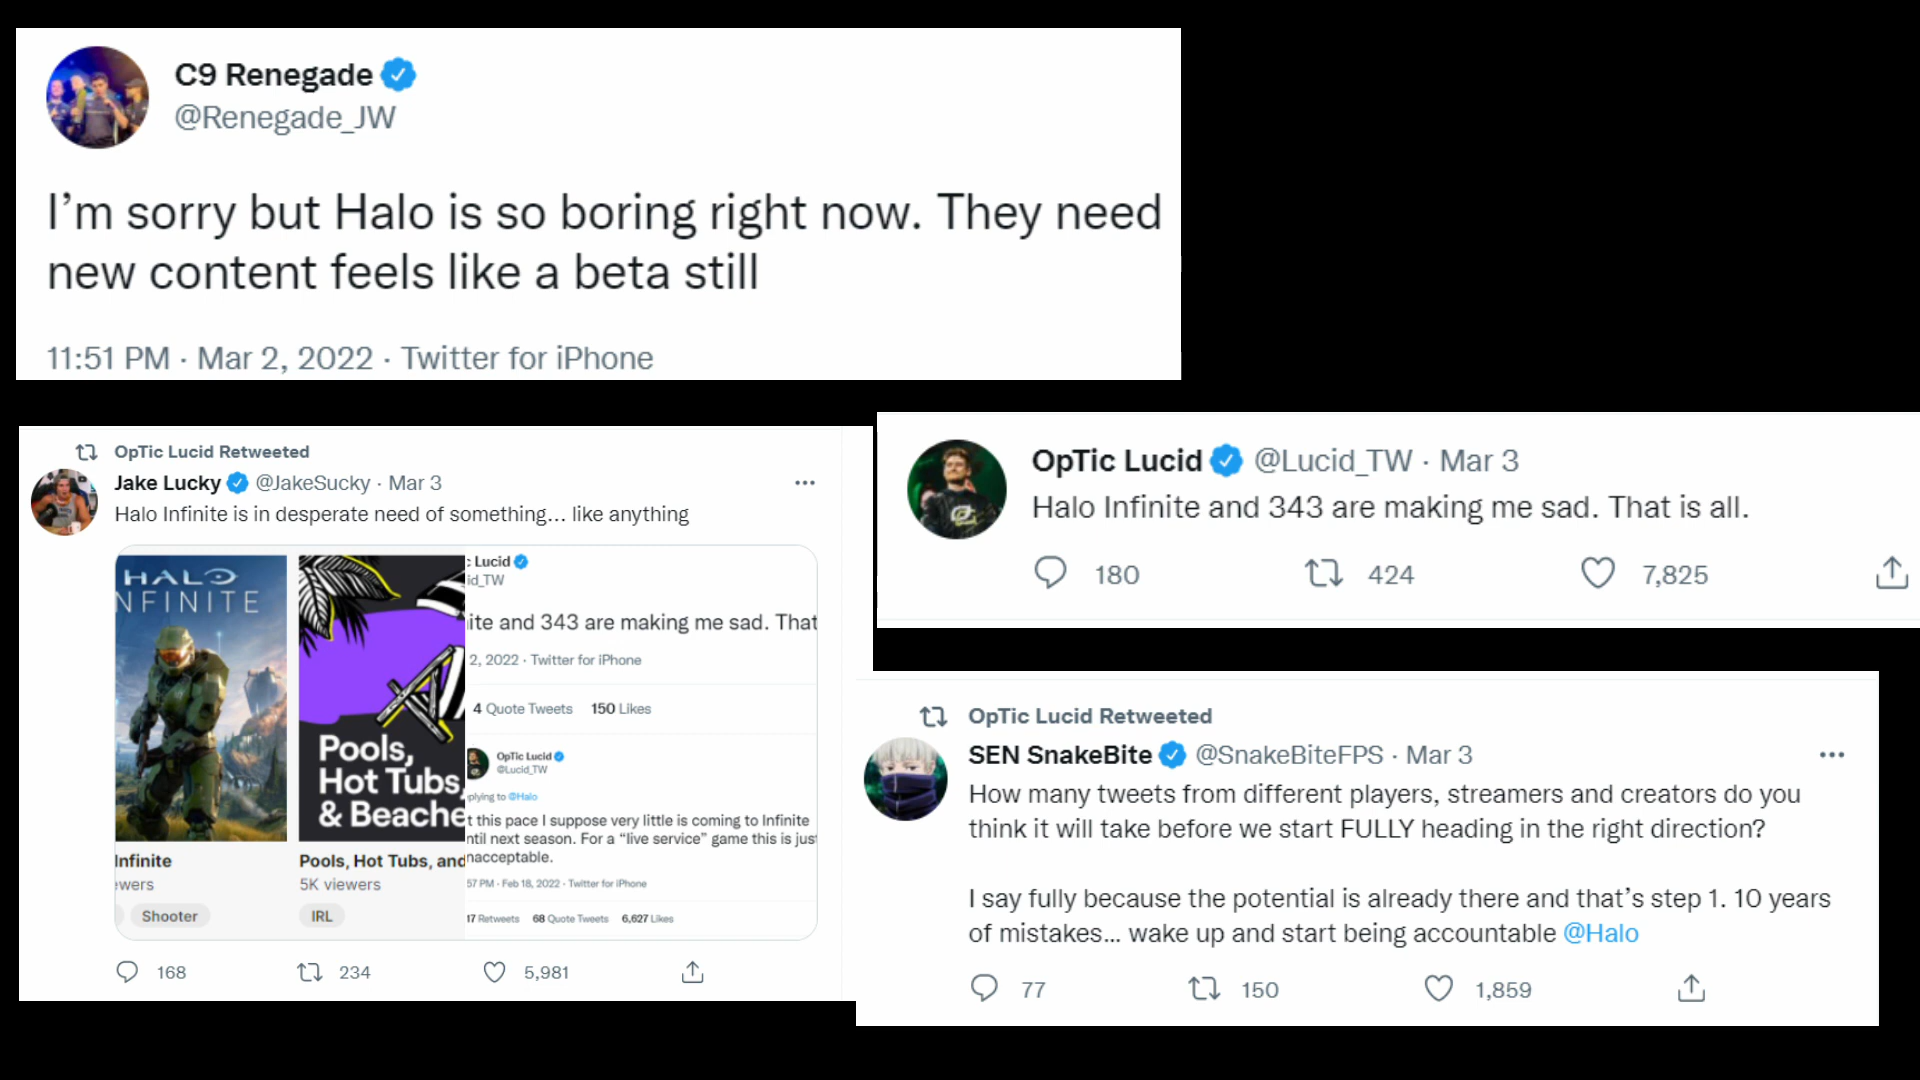 C9 Renegade
@Renegade_JW
I'm sorry but Halo is so boring right now. They need
new content feels like a beta still
11:51 PM · Mar 2, 2022 · Twitter for iPhone
OpTic Lucid Retweeted
Jake Lucky @JakeSucky · Mar 3
Halo Infinite is in desperate need of something... like anything
HALO
NFINITE
Infinite
ewers
Shooter
Pools,
Hot Tubs,
& Beache
Pools, Hot Tubs, and
5K viewers
IRL
c Lucid
id_TW
ite and 343 are making me sad. That
2, 2022 · Twitter for iPhone
4 Quote Tweets 150 Likes
OpTic Lucid
@Lucid_TW
plying to @Halo
t this pace I suppose very little is coming to Infinite
ntil next season. For a “live service” game this is jus
nacceptable.
57 PM · Feb 18, 2022 · Twitter for iPhone
17 Retweets 68 Quote Tweets 6,627 Likes
168 234 5,981
OpTic Lucid @Lucid_TW · Mar 3
Halo Infinite and 343 are making me sad. That is all.
180 424 7,825
OpTic Lucid Retweeted
SEN SnakeBite @SnakeBiteFPS · Mar 3
How many tweets from different players, streamers and creators do you
think it will take before we start FULLY heading in the right direction?
I say fully because the potential is already there and that's step 1. 10 years
of mistakes... wake up and start being accountable @Halo
77 150 1,859